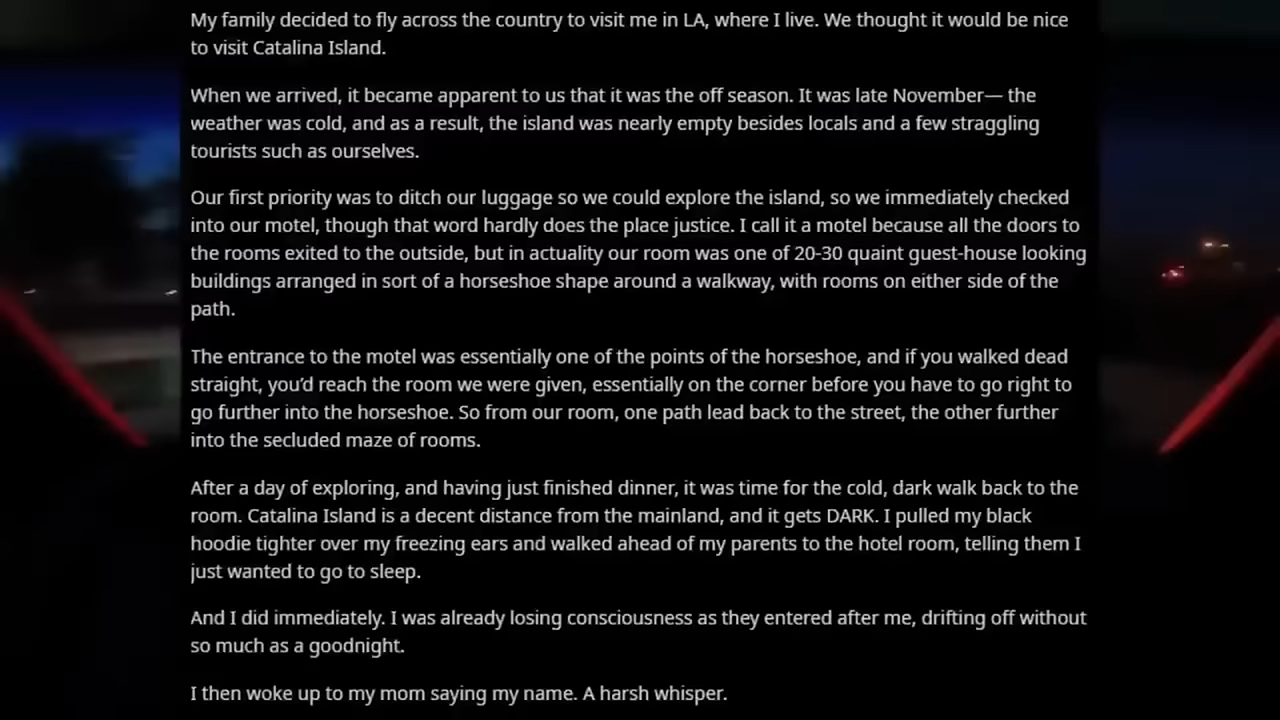 My family decided to fly across the country to visit me in LA, where I live. We thought it would be nice
to visit Catalina Island.
When we arrived, it became apparent to us that it was the off season. It was late November— the
weather was cold, and as a result, the island was nearly empty besides locals and a few straggling
tourists such as ourselves.
Our first priority was to ditch our luggage so we could explore the island, so we immediately checked
into our motel, though that word hardly does the place justice. I call it a motel because all the doors to
the rooms exited to the outside, but in actuality our room was one of 20-30 quaint guest-house looking
buildings arranged in sort of a horseshoe shape around a walkway, with rooms on either side of the
path.
The entrance to the motel was essentially one of the points of the horseshoe, and if you walked dead
straight, you’d reach the room we were given, essentially on the corner before you have to go right to
go further into the horseshoe. So from our room, one path lead back to the street, the other further
into the secluded maze of rooms.
After a day of exploring, and having just finished dinner, it was time for the cold, dark walk back to the
room. Catalina Island is a decent distance from the mainland, and it gets DARK. I pulled my black
hoodie tighter over my freezing ears and walked ahead of my parents to the hotel room, telling them I
just wanted to go to sleep.
And I did immediately. I was already losing consciousness as they entered after me, drifting off without
so much as a goodnight.
I then woke up to my mom saying my name. A harsh whisper.